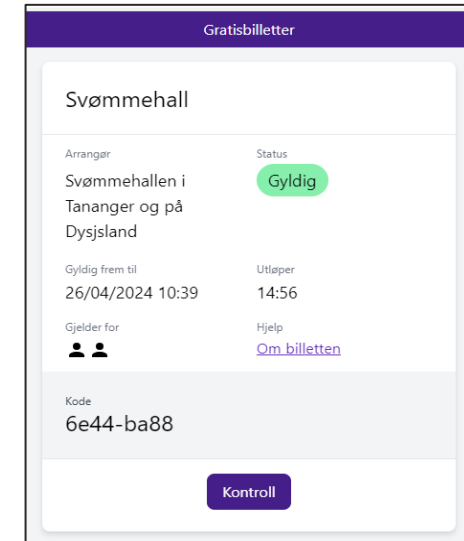 Gratisbilletter
Svømmehall
Arrangør
Svømmehallen i
Tananger og på
Dysjsland
Status
Gyldig
Gyldig frem til
26/04/2024 10:39
Utløper
14:56
Gjelder for
Hjelp
Om billetten
Kode
6e44-ba88
Kontroll